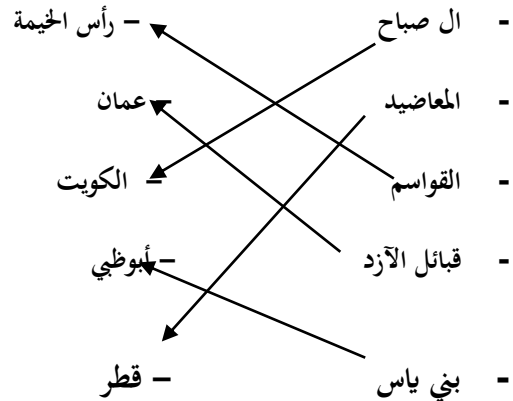 - ال صباح – رأس الخيمة
- المعاضيد – عمان
- القواسم – الكويت
- قبائل الآزد – أبوظبي
- بني ياس – قطر